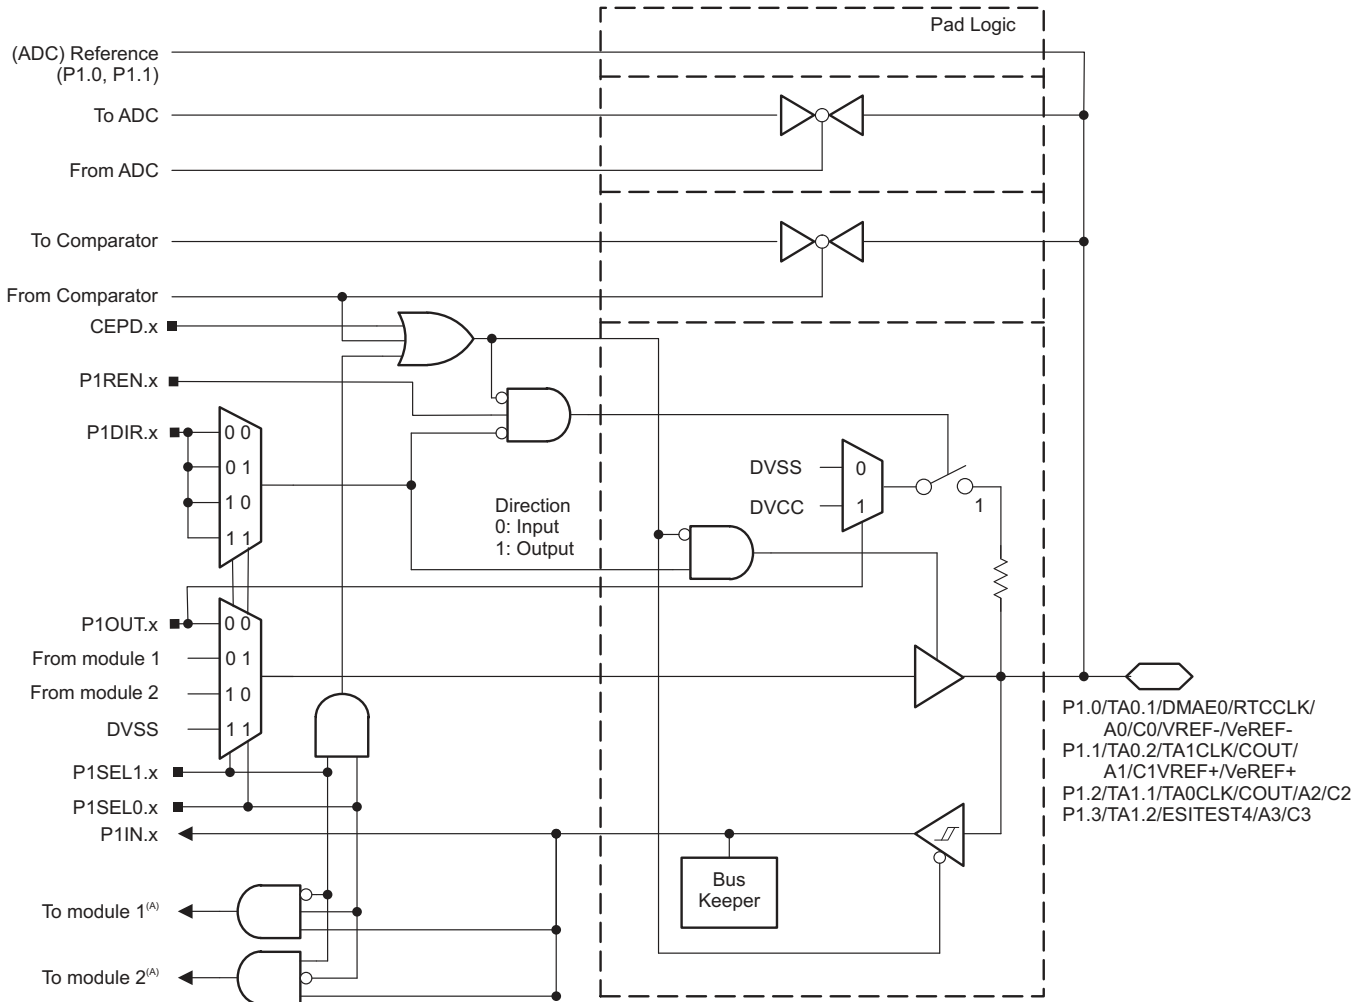 Pad Logic
(ADC) Reference
(P1.0, P1.1)
To ADC
From ADC
To Comparator
From Comparator
CEPD.x
P1REN.x
P1DIR.x
0 0
0 1
1 0
1 1
Direction
0: Input
1: Output
DVSS
0
DVCC
1
1
P1OUT.x
0 0
From module 1
0 1
From module 2
1 0
DVSS
1 1
P1SEL1.x
P1SEL0.x
P1IN.x
Bus
Keeper
To module 1(A)
To module 2(A)
P1.0/TA0.1/DMAE0/RTCCLK/
A0/C0/VREF-/VeREF-
P1.1/TA0.2/TA1CLK/COUT/
A1/C1VREF+/VeREF+
P1.2/TA1.1/TA0CLK/COUT/A2/C2
P1.3/TA1.2/ESITEST4/A3/C3